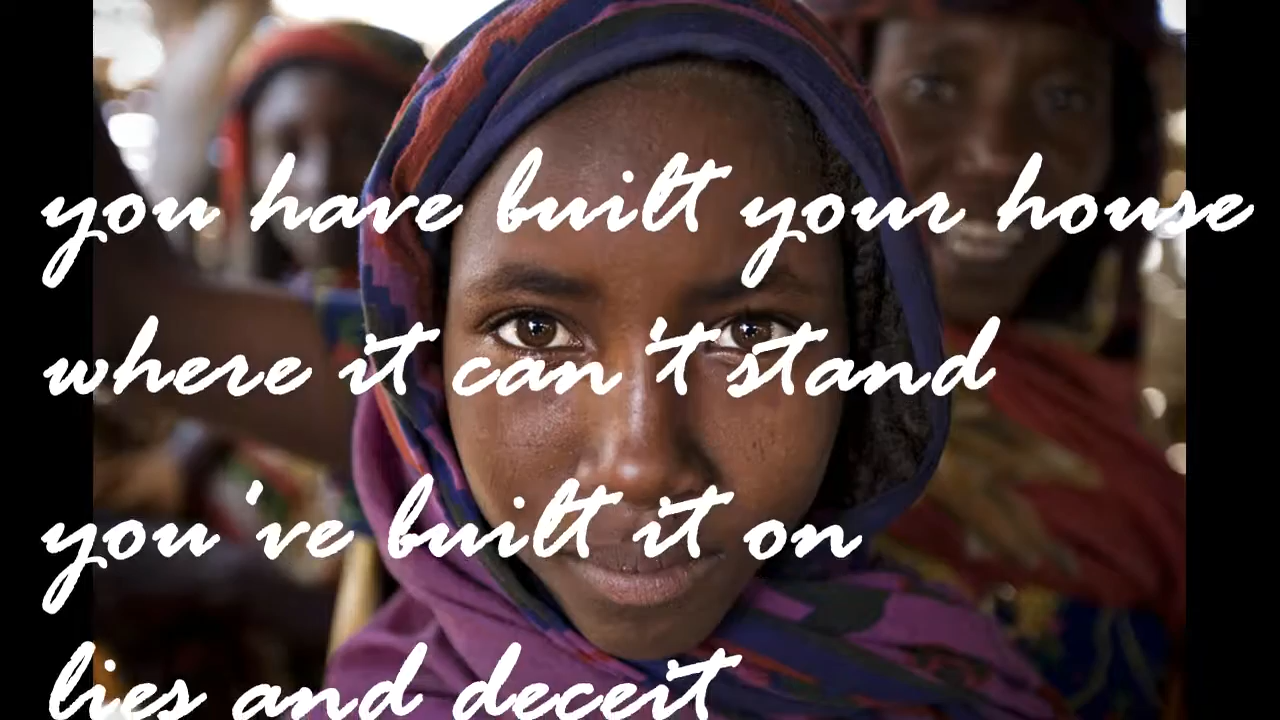 you have built your house
where it can't stand
you've built it on
lies and deceit